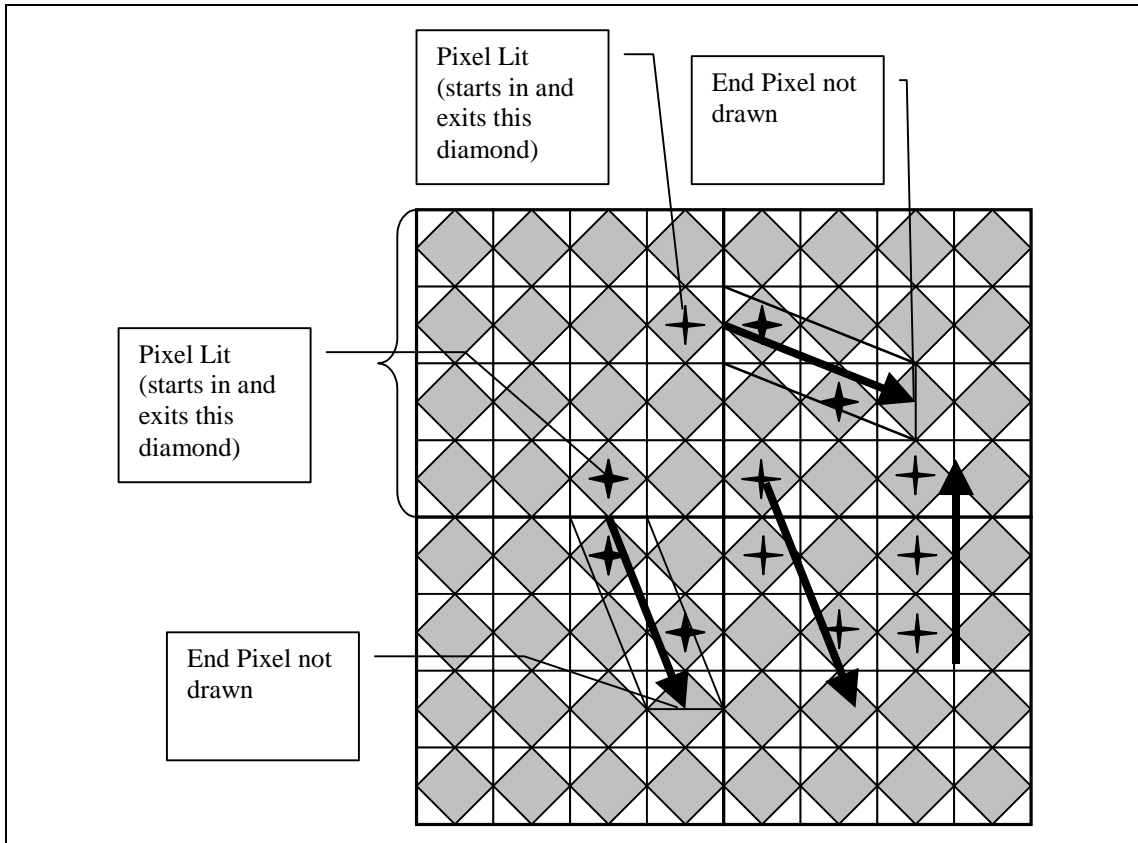 Pixel Lit
(starts in and
exits this
diamond)
End Pixel not
drawn
Pixel Lit
(starts in and
exits this
diamond)
End Pixel not
drawn